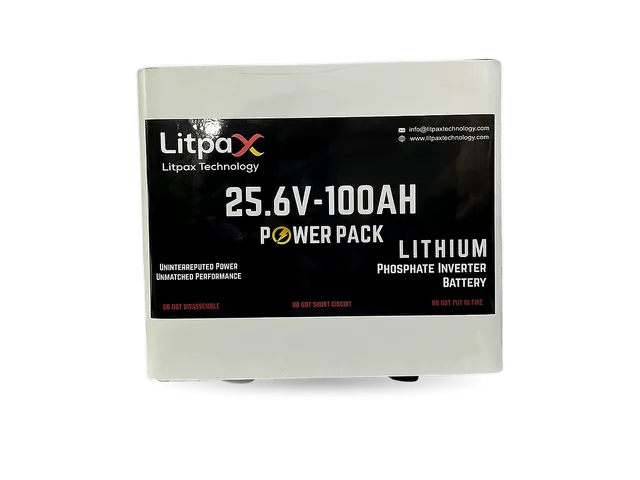 Litpax
Litpax Technology
info@litpaxtechnology.com
www.litpaxtechnology.com
25.6V-100AH
POWER PACK
LITHIUM
PHOSPHATE INVERTER
BATTERY
UNINTERREPUTED POWER
UNMATCHED PERFORMANCE
DO NOT DISASSEMBLE
DO NOT SHORT CIRCUIT
DO NOT PUT IN FIRE